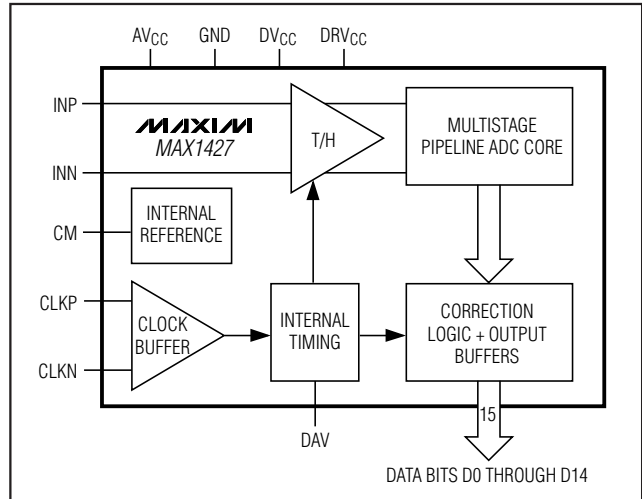 AVCC GND DVCC DRVCC
INP
MAXIM
MAX1427
T/H
MULTISTAGE
PIPELINE ADC CORE
INN
INTERNAL
REFERENCE
CM
CLKP
CLOCK
BUFFER
INTERNAL
TIMING
CORRECTION
LOGIC + OUTPUT
BUFFERS
CLKN
15
DAV
DATA BITS D0 THROUGH D14